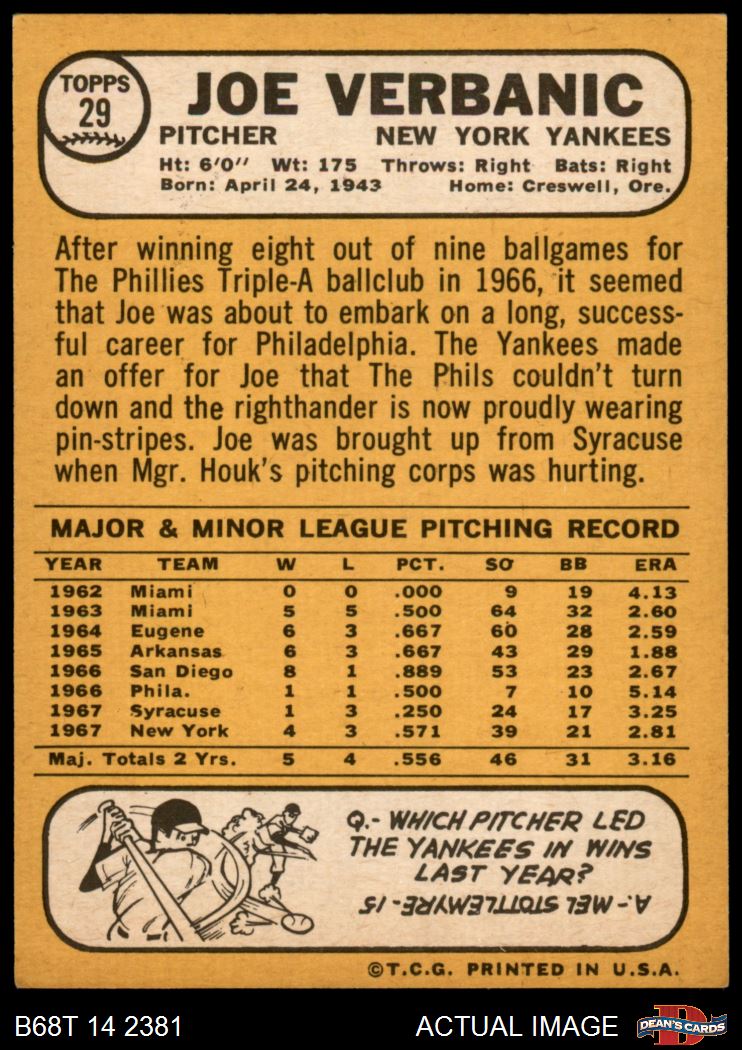 TOPPS
29
JOE VERBANIC
PITCHER NEW YORK YANKEES
Ht: 6'0" Wt: 175 Throws: Right Bats: Right
Born: April 24, 1943 Home: Creswell, Ore.
After winning eight out of nine ballgames for
The Phillies Triple-A ballclub in 1966, it seemed
that Joe was about to embark on a long, success-
ful career for Philadelphia. The Yankees made
an offer for Joe that The Phils couldn't turn
down and the righthander is now proudly wearing
pin-stripes. Joe was brought up from Syracuse
when Mgr. Houk's pitching corps was hurting.
MAJOR & MINOR LEAGUE PITCHING RECORD
YEAR TEAM W L PCT. SO BB ERA
1962 Miami 0 0 .000 9 19 4.13
1963 Miami 5 5 .500 64 32 2.60
1964 Eugene 6 3 .667 60 28 2.59
1965 Arkansas 6 3 .667 43 29 1.88
1966 San Diego 8 1 .889 53 23 2.67
1966 Phila. 1 1 .500 7 10 5.14
1967 Syracuse 1 3 .250 24 17 3.25
1967 New York 4 3 .571 39 21 2.81
Maj. Totals 2 Yrs. 5 4 .556 46 31 3.16
Q.- WHICH PITCHER LED
THE YANKEES IN WINS
LAST YEAR?
A.- MEL STOTTLEMYRE - 15
©T.C.G. PRINTED IN U.S.A.
B68T 14 2381 ACTUAL IMAGE DEAN'S CARDS